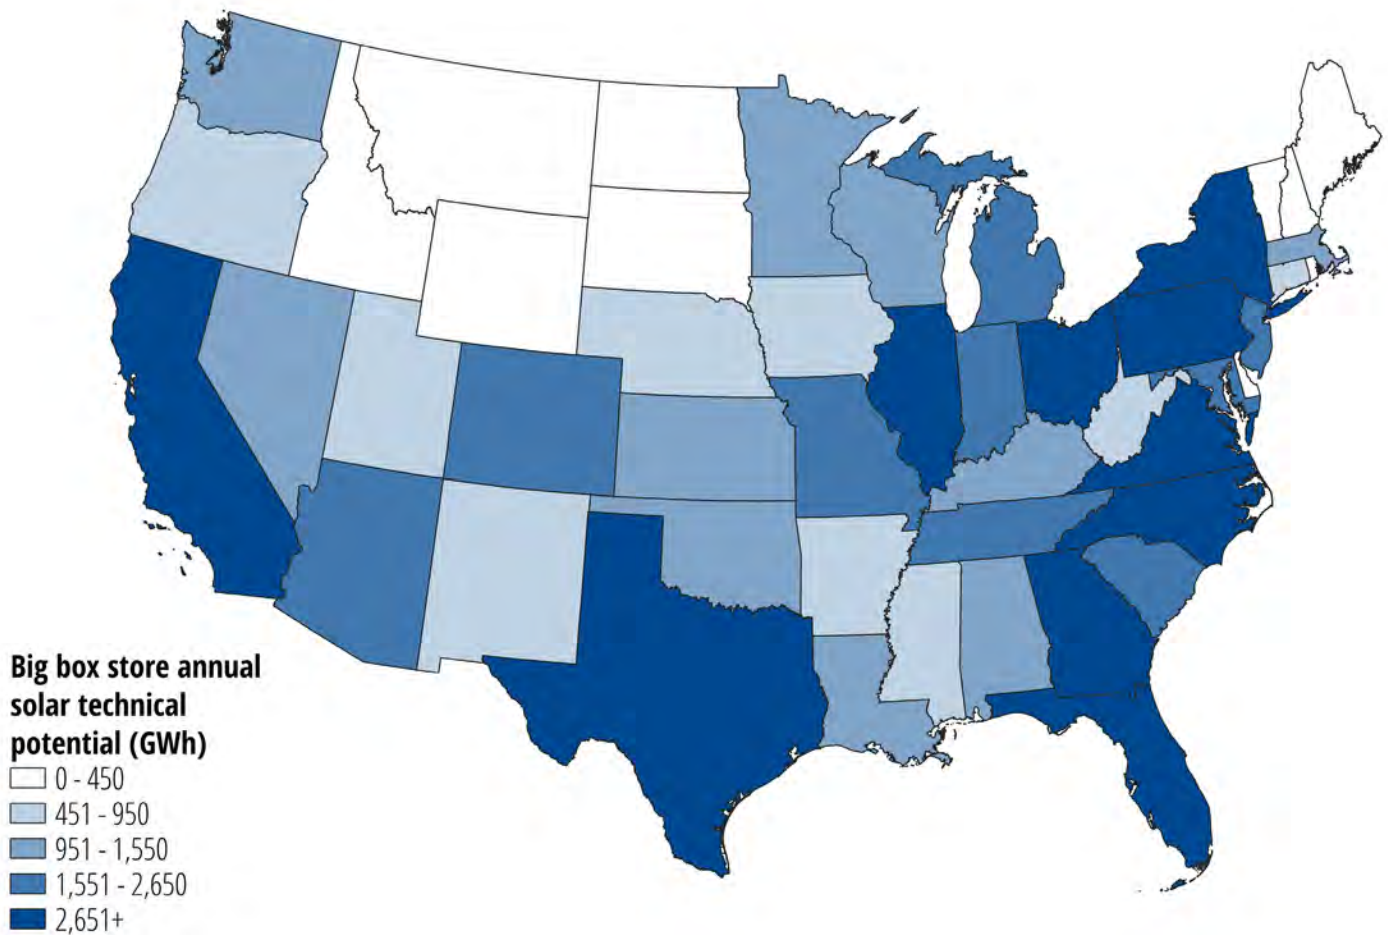 Big box store annual
solar technical
potential (GWh)
0 - 450
451 - 950
951 - 1,550
1,551 - 2,650
2,651+